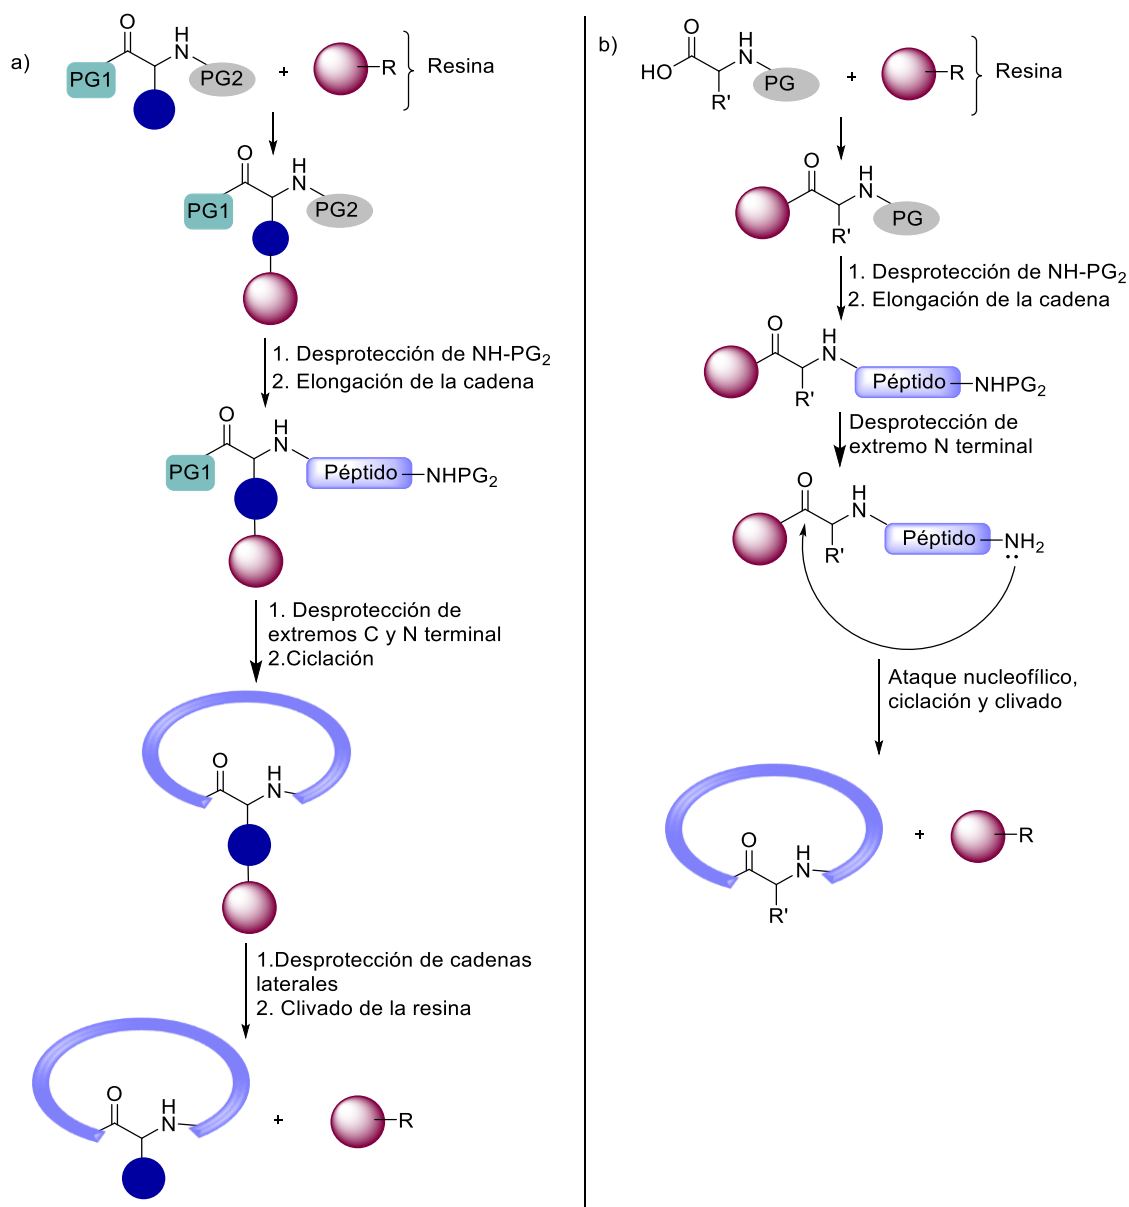 a)
O
H
N
PG1
PG2
+
R
Resina
O
H
N
PG1
PG2
1. Desprotección de NH-PG₂
2. Elongación de la cadena
O
H
N
PG1
Péptido
NHPG₂
1. Desprotección de
extremos C y N terminal
2.Ciclación
O
H
N
1.Desprotección de cadenas
laterales
2. Clivado de la resina
O
H
N
+
R
b)
O
H
N
HO
PG
R'
+
R
Resina
O
H
N
PG
R'
1. Desprotección de NH-PG₂
2. Elongación de la cadena
O
H
N
Péptido
NHPG₂
R'
Desprotección de
extremo N terminal
O
H
N
Péptido
NH₂
R'
Ataque nucleofílico,
ciclación y clivado
O
H
N
R'
+
R